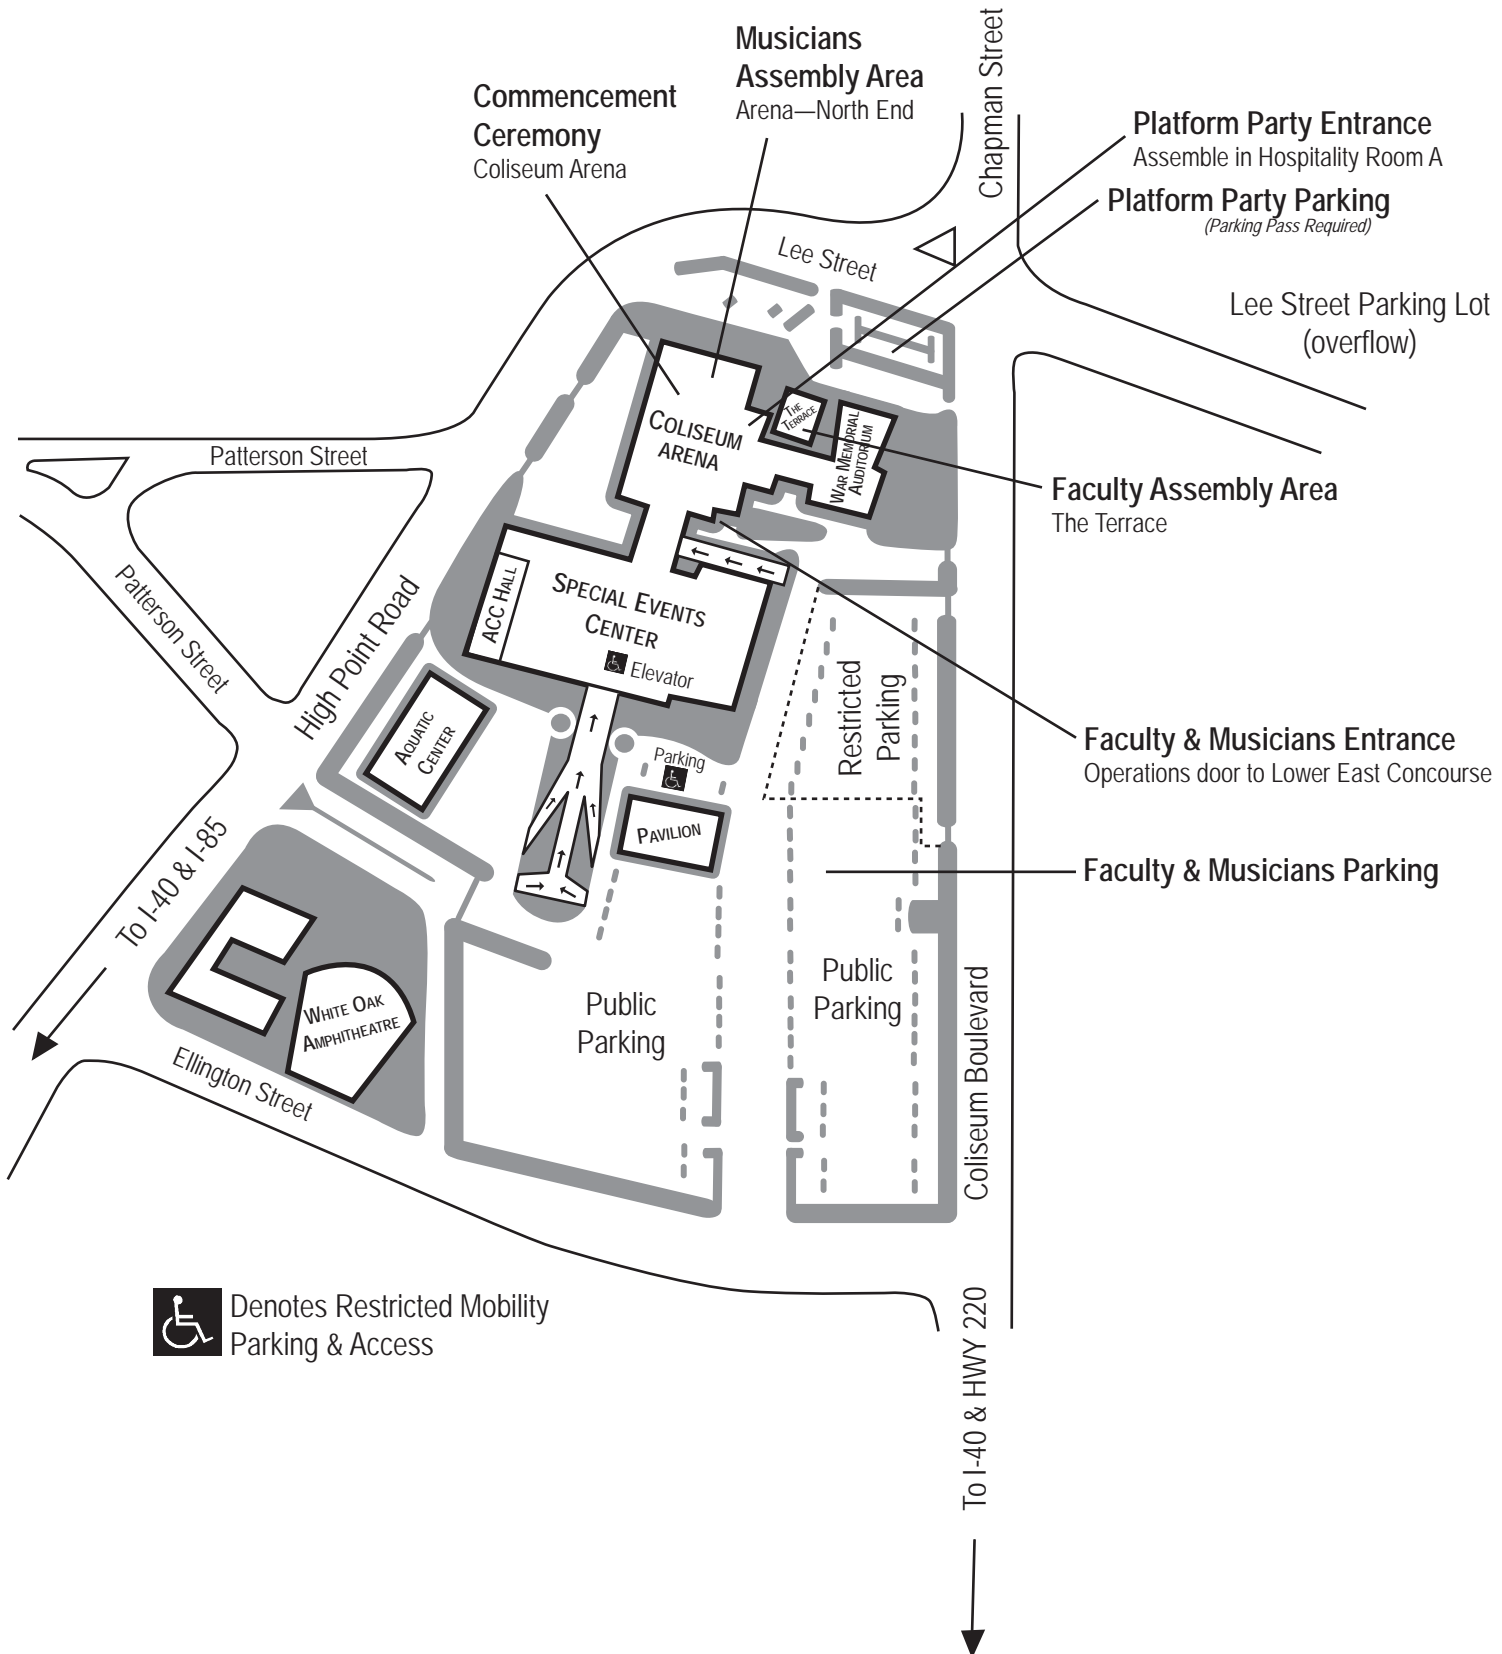 Musicians
Assembly Area
Arena—North End
Commencement
Ceremony
Coliseum Arena
Chapman Street
Platform Party Entrance
Assemble in Hospitality Room A
Platform Party Parking
(Parking Pass Required)
Lee Street
Lee Street Parking Lot
(overflow)
COLISEUM
ARENA
THE
TERRACE
WAR MEMORIAL
AUDITORIUM
Patterson Street
Faculty Assembly Area
The Terrace
Patterson Street
High Point Road
ACC HALL
SPECIAL EVENTS
CENTER
Elevator
Restricted
Parking
AQUATIC
CENTER
Parking
PAVILION
Faculty & Musicians Entrance
Operations door to Lower East Concourse
Faculty & Musicians Parking
To I-40 & I-85
WHITE OAK
AMPHITHEATRE
Ellington Street
Public
Parking
Public
Parking
Coliseum Boulevard
Denotes Restricted Mobility
Parking & Access
To I-40 & HWY 220